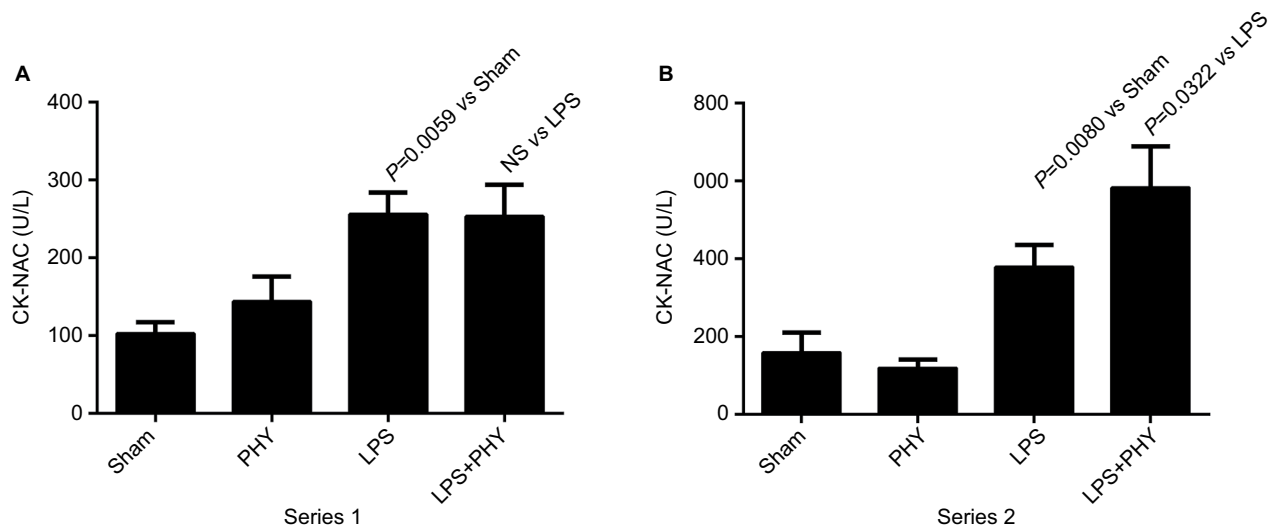 A
CK-NAC (U/L)
400
300
200
100
0
P=0.0059 vs Sham
NS vs LPS
Sham
PHY
LPS
LPS+PHY
Series 1
B
CK-NAC (U/L)
800
000
400
200
0
P=0.0080 vs Sham
P=0.0322 vs LPS
Sham
PHY
LPS
LPS+PHY
Series 2